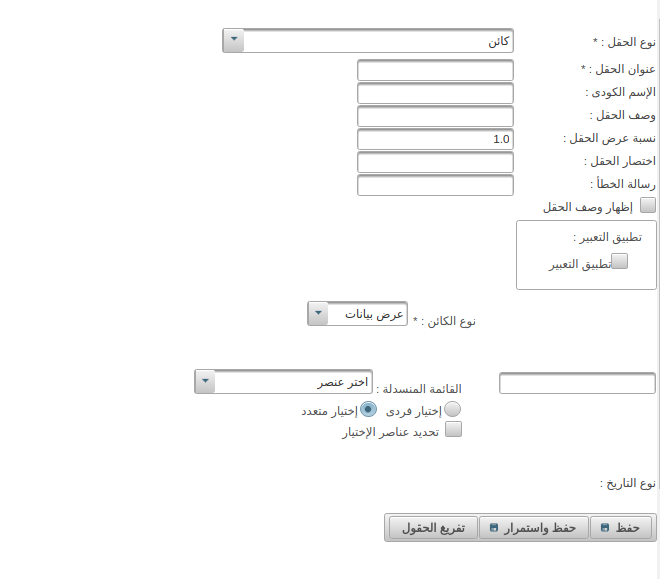 نوع الحقل : * كائن
عنوان الحقل : *
الإسم الكودى :
وصف الحقل :
نسبة عرض الحقل : 1.0
اختصار الحقل :
رسالة الخطأ :
إظهار وصف الحقل
تطبيق التعبير :
تطبيق التعبير
نوع الكائن : * عرض بيانات
القائمة المنسدلة : اختر عنصر
إختيار فردى إختيار متعدد
تحديد عناصر الإختيار
نوع التاريخ :
حفظ حفظ واستمرار تفريغ الحقول